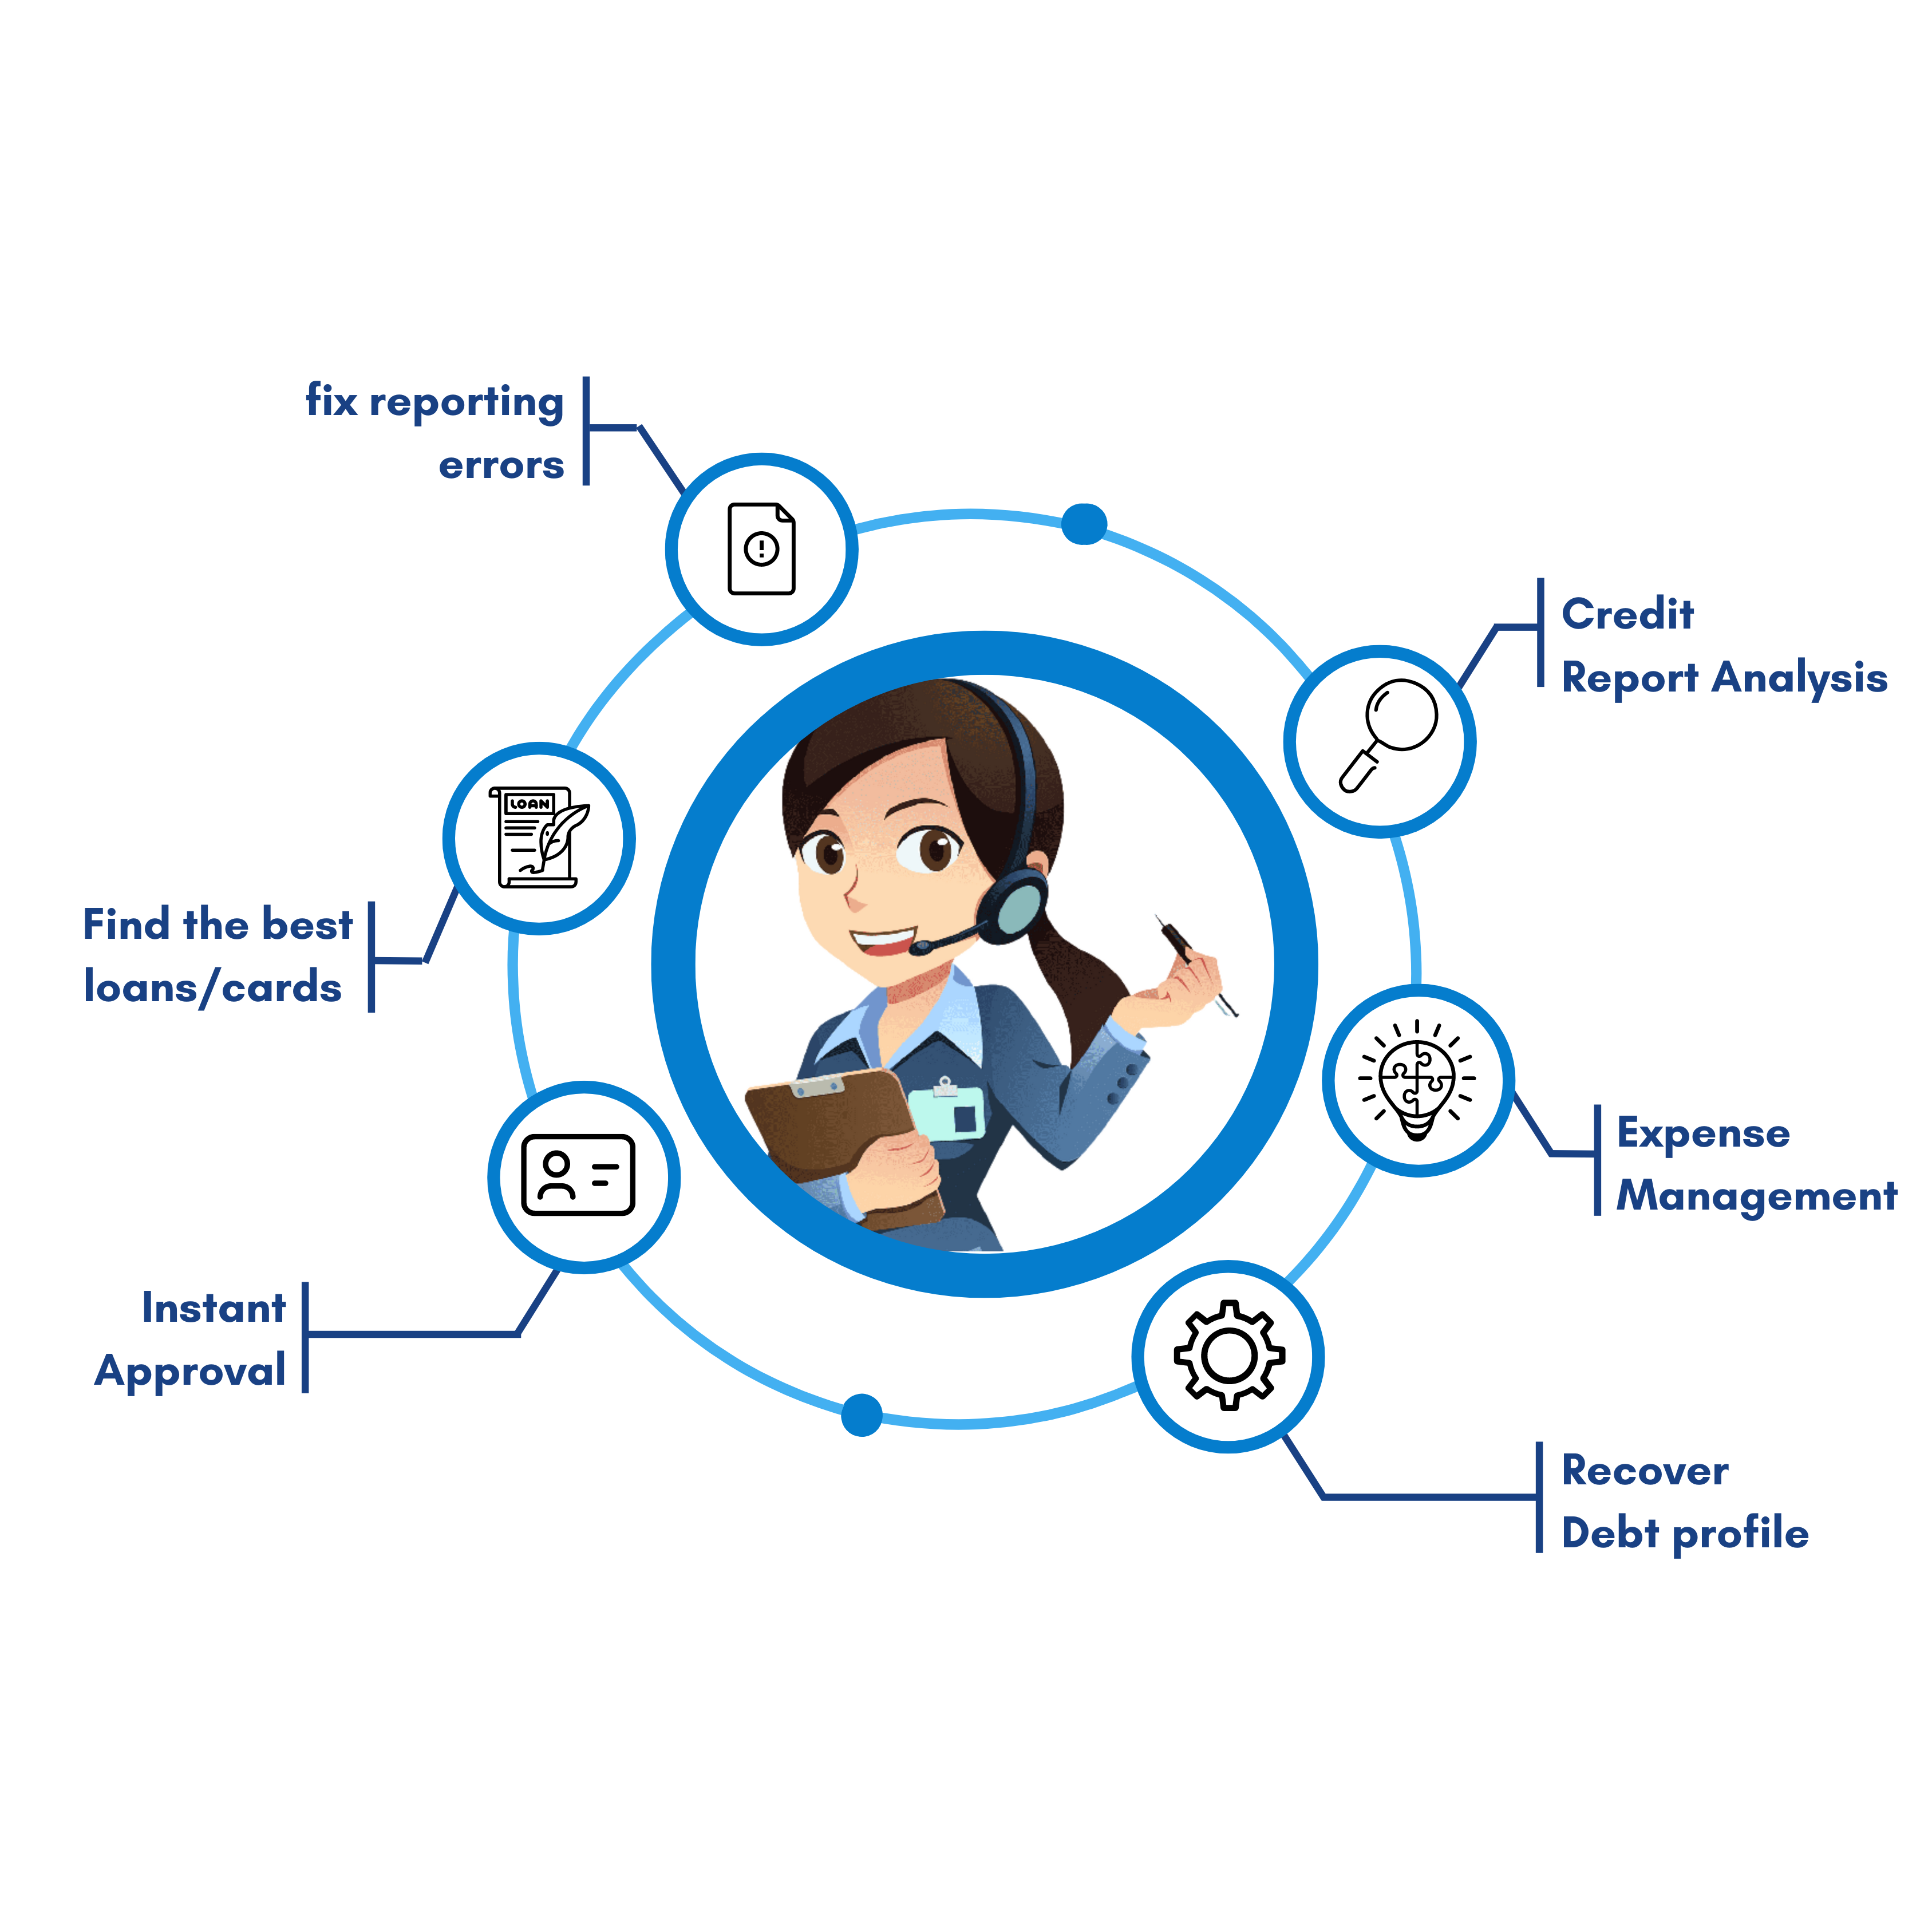 fix reporting
errors
Credit
Report Analysis
LOAN
Find the best
loans/cards
Expense
Management
Instant
Approval
Recover
Debt profile